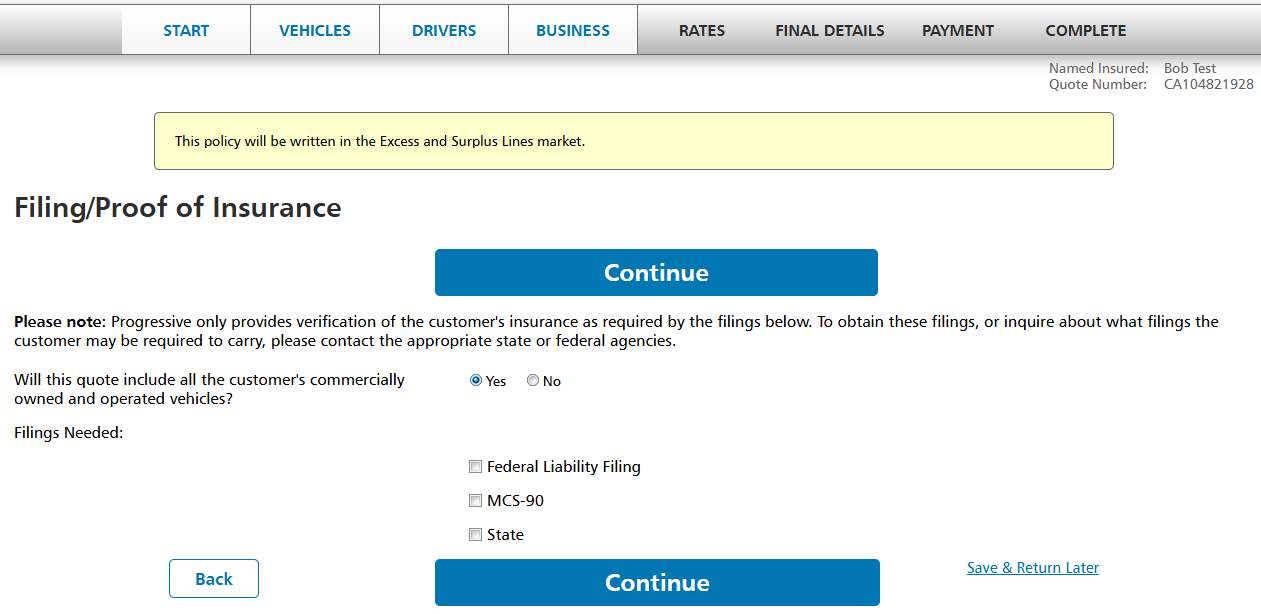 START VEHICLES DRIVERS BUSINESS RATES FINAL DETAILS PAYMENT COMPLETE
Named Insured: Bob Test
Quote Number: CA104821928
This policy will be written in the Excess and Surplus Lines market.
Filing/Proof of Insurance
Continue
Please note: Progressive only provides verification of the customer's insurance as required by the filings below. To obtain these filings, or inquire about what filings the
customer may be required to carry, please contact the appropriate state or federal agencies.
Will this quote include all the customer's commercially Yes No
owned and operated vehicles?
Filings Needed:
Federal Liability Filing
MCS-90
State
Back Continue Save & Return Later